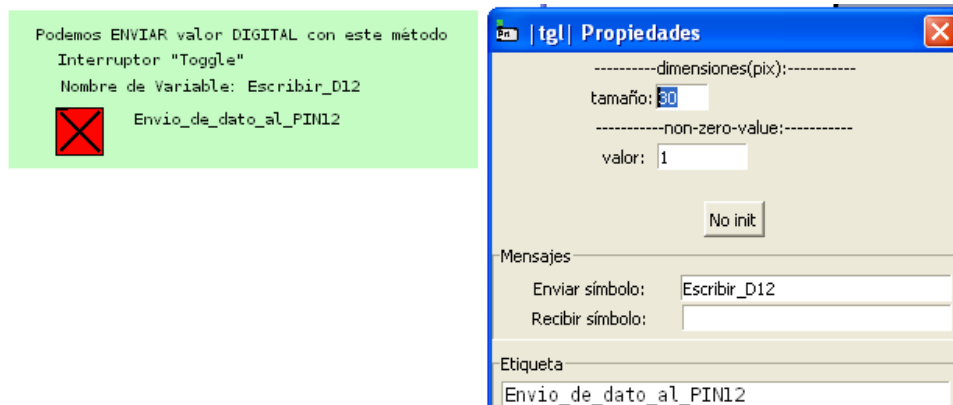 Podemos ENVIAR valor DIGITAL con este método
Interruptor "Toggle"
Nombre de Variable: Escribir_D12
Envio_de_dato_al_PIN12
|tgl| Propiedades
----------dimensiones(pix):-----------
tamaño: 30
-----------non-zero-value:-----------
valor: 1
No init
Mensajes
Enviar símbolo: Escribir_D12
Recibir símbolo:
Etiqueta
Envio_de_dato_al_PIN12